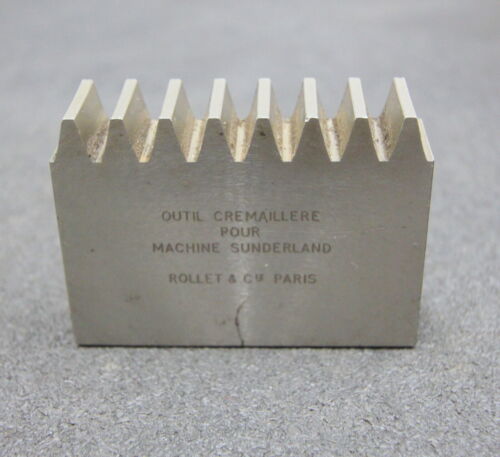 OUTIL CREMAILLERE
POUR
MACHINE SUNDERLAND
ROLLET & Cie PARIS